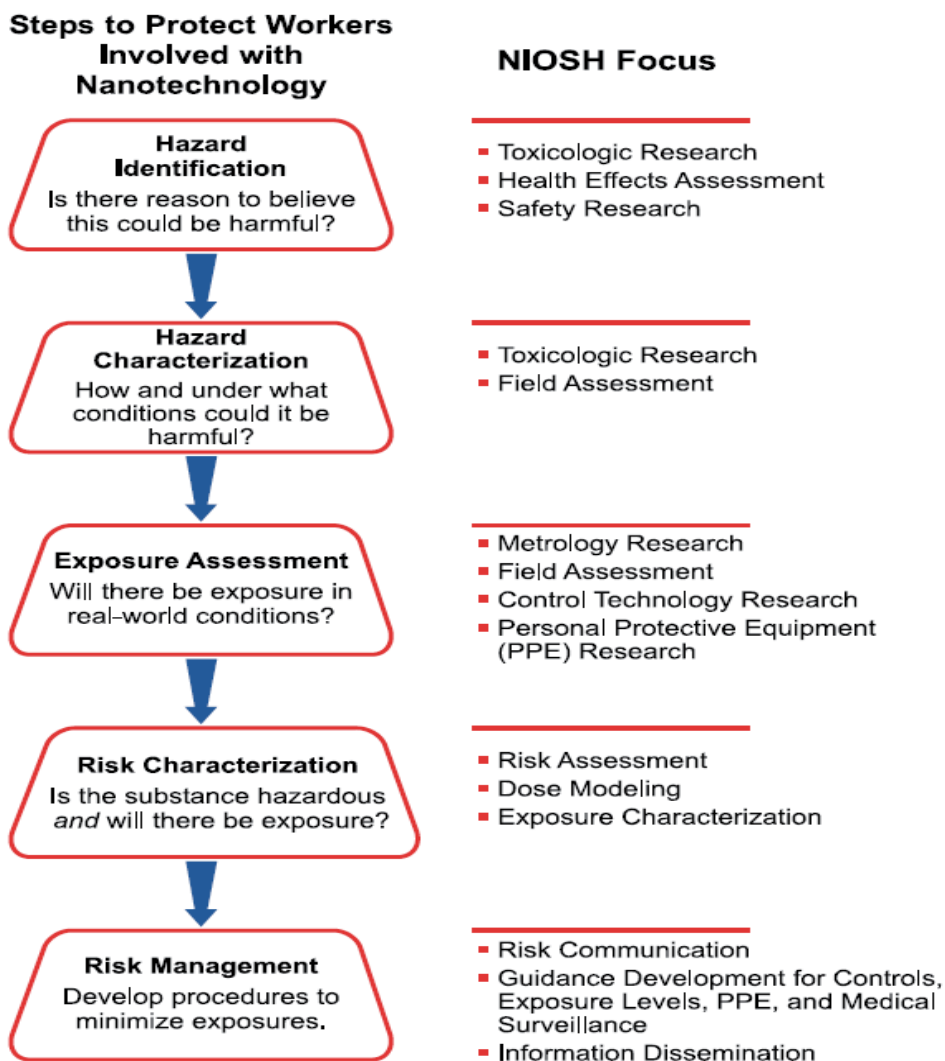 Steps to Protect Workers
Involved with
Nanotechnology
NIOSH Focus
Hazard
Identification
Is there reason to believe
this could be harmful?
▪ Toxicologic Research
▪ Health Effects Assessment
▪ Safety Research
Hazard
Characterization
How and under what
conditions could it be
harmful?
▪ Toxicologic Research
▪ Field Assessment
Exposure Assessment
Will there be exposure in
real–world conditions?
▪ Metrology Research
▪ Field Assessment
▪ Control Technology Research
▪ Personal Protective Equipment
(PPE) Research
Risk Characterization
Is the substance hazardous
and will there be exposure?
▪ Risk Assessment
▪ Dose Modeling
▪ Exposure Characterization
Risk Management
Develop procedures to
minimize exposures.
▪ Risk Communication
▪ Guidance Development for Controls,
Exposure Levels, PPE, and Medical
Surveillance
▪ Information Dissemination